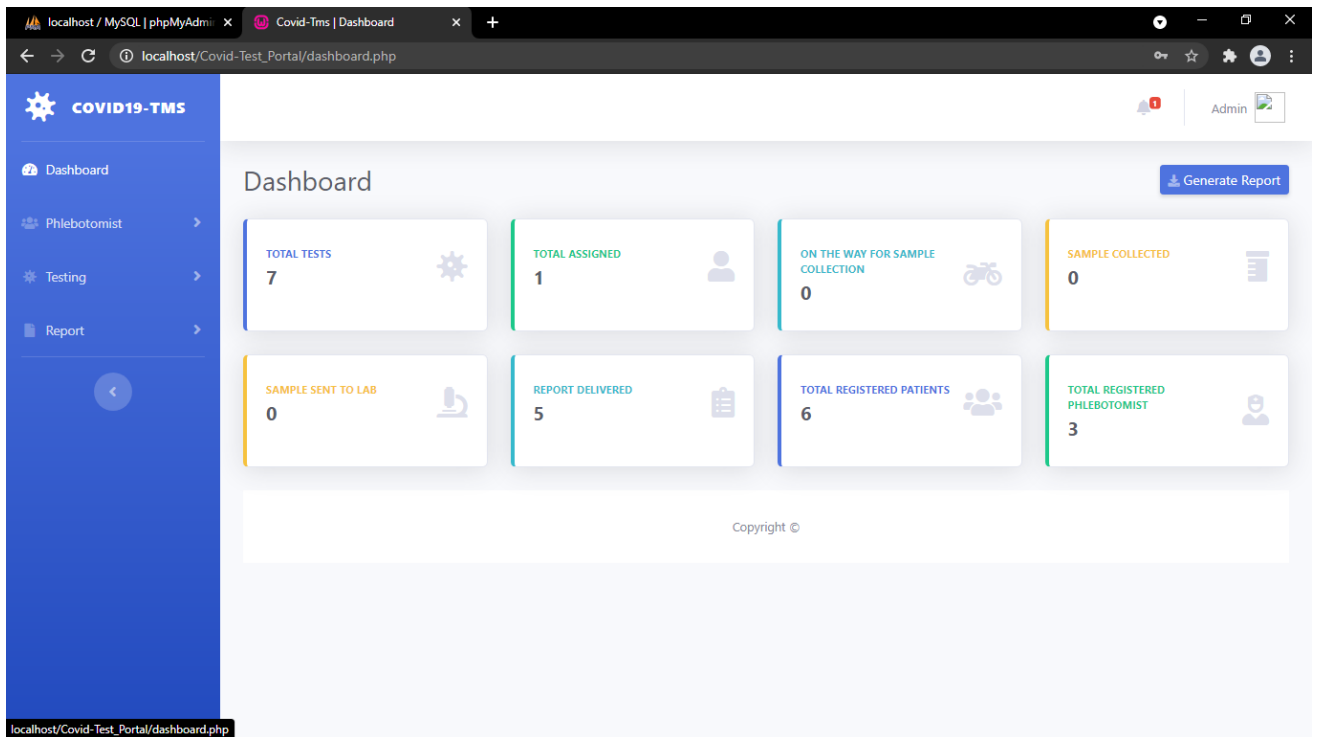 localhost / MySQL | phpMyAdmin
Covid-Tms | Dashboard
localhost/Covid-Test_Portal/dashboard.php
COVID19-TMS
1
Admin
Dashboard
Phlebotomist
Testing
Report
Dashboard
Generate Report
TOTAL TESTS
7
TOTAL ASSIGNED
1
ON THE WAY FOR SAMPLE
COLLECTION
0
SAMPLE COLLECTED
0
SAMPLE SENT TO LAB
0
REPORT DELIVERED
5
TOTAL REGISTERED PATIENTS
6
TOTAL REGISTERED
PHLEBOTOMIST
3
Copyright ©
localhost/Covid-Test_Portal/dashboard.php